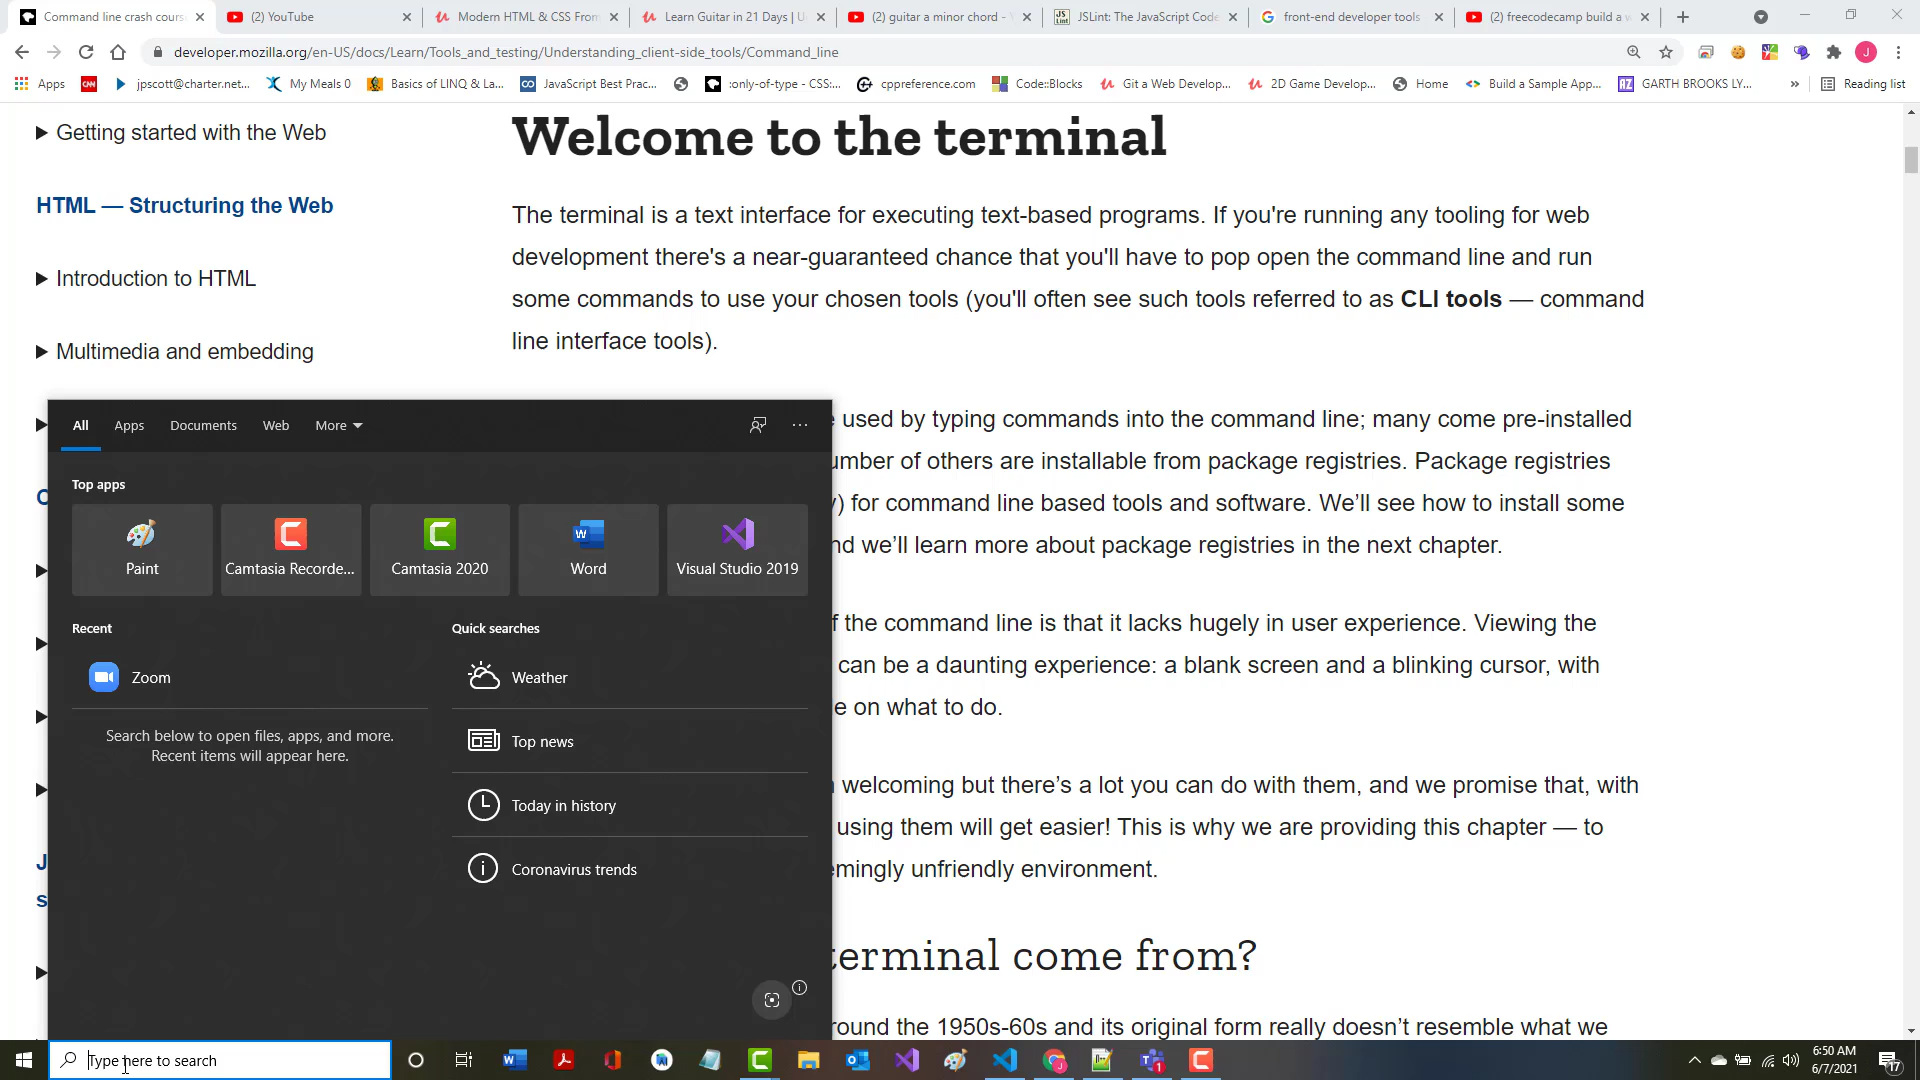 Command line crash cours
(2) YouTube
Modern HTML & CSS From
Learn Guitar in 21 Days | U
(2) guitar a minor chord -
JSLint: The JavaScript Code
front-end developer tools
(2) freecodecamp build a w
developer.mozilla.org/en-US/docs/Learn/Tools_and_testing/Understanding_client-side_tools/Command_line
J
Apps
CNN
jpscott@charter.net...
My Meals 0
Basics of LINQ & La...
JavaScript Best Prac...
:only-of-type - CSS:...
cppreference.com
Code::Blocks
Git a Web Develop...
2D Game Develop...
Home
Build a Sample App...
GARTH BROOKS LY...
»
Reading list
Getting started with the Web
HTML — Structuring the Web
Introduction to HTML
Multimedia and embedding
Welcome to the terminal
The terminal is a text interface for executing text-based programs. If you're running any tooling for web
development there's a near-guaranteed chance that you'll have to pop open the command line and run
some commands to use your chosen tools (you'll often see such tools referred to as CLI tools — command
line interface tools).
used by typing commands into the command line; many come pre-installed
umber of others are installable from package registries. Package registries
y) for command line based tools and software. We’ll see how to install some
nd we’ll learn more about package registries in the next chapter.
f the command line is that it lacks hugely in user experience. Viewing the
can be a daunting experience: a blank screen and a blinking cursor, with
e on what to do.
welcoming but there’s a lot you can do with them, and we promise that, with
using them will get easier! This is why we are providing this chapter — to
emingly unfriendly environment.
terminal come from?
round the 1950s-60s and its original form really doesn’t resemble what we
All
Apps
Documents
Web
More
Top apps
Paint
Camtasia Recorde...
Camtasia 2020
Word
Visual Studio 2019
Recent
Zoom
Search below to open files, apps, and more.
Recent items will appear here.
Quick searches
Weather
Top news
Today in history
Coronavirus trends
Type here to search
6:50 AM
6/7/2021
17